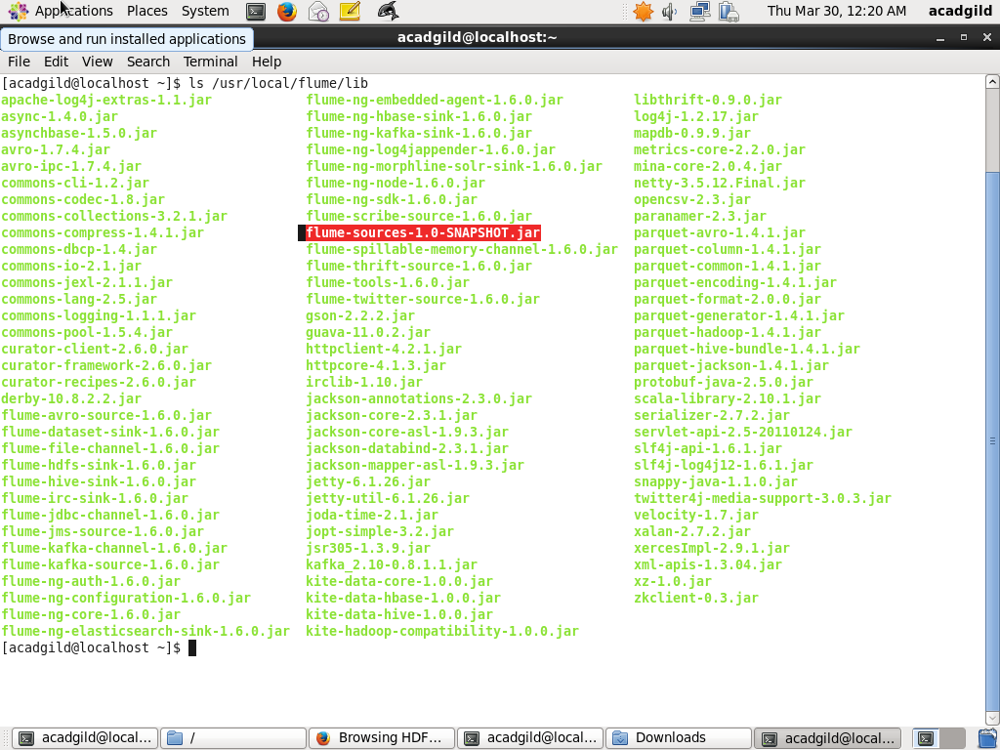 Applications Places System Thu Mar 30, 12:20 AM acadgild
Browse and run installed applications acadgild@localhost:~
File Edit View Search Terminal Help
[acadgild@localhost ~]$ ls /usr/local/flume/lib
apache-log4j-extras-1.1.jar flume-ng-embedded-agent-1.6.0.jar libthrift-0.9.0.jar
async-1.4.0.jar flume-ng-hbase-sink-1.6.0.jar log4j-1.2.17.jar
asynchbase-1.5.0.jar flume-ng-kafka-sink-1.6.0.jar mapdb-0.9.9.jar
avro-1.7.4.jar flume-ng-log4jappender-1.6.0.jar metrics-core-2.2.0.jar
avro-ipc-1.7.4.jar flume-ng-morphline-solr-sink-1.6.0.jar mina-core-2.0.4.jar
commons-cli-1.2.jar flume-ng-node-1.6.0.jar netty-3.5.12.Final.jar
commons-codec-1.8.jar flume-ng-sdk-1.6.0.jar opencsv-2.3.jar
commons-collections-3.2.1.jar flume-scribe-source-1.6.0.jar paranamer-2.3.jar
commons-compress-1.4.1.jar flume-sources-1.0-SNAPSHOT.jar parquet-avro-1.4.1.jar
commons-dbcp-1.4.jar flume-spillable-memory-channel-1.6.0.jar parquet-column-1.4.1.jar
commons-io-2.1.jar flume-thrift-source-1.6.0.jar parquet-common-1.4.1.jar
commons-jexl-2.1.1.jar flume-tools-1.6.0.jar parquet-encoding-1.4.1.jar
commons-lang-2.5.jar flume-twitter-source-1.6.0.jar parquet-format-2.0.0.jar
commons-logging-1.1.1.jar gson-2.2.2.jar parquet-generator-1.4.1.jar
commons-pool-1.5.4.jar guava-11.0.2.jar parquet-hadoop-1.4.1.jar
curator-client-2.6.0.jar httpclient-4.2.1.jar parquet-hive-bundle-1.4.1.jar
curator-framework-2.6.0.jar httpcore-4.1.3.jar parquet-jackson-1.4.1.jar
curator-recipes-2.6.0.jar irclib-1.10.jar protobuf-java-2.5.0.jar
derby-10.8.2.2.jar jackson-annotations-2.3.0.jar scala-library-2.10.1.jar
flume-avro-source-1.6.0.jar jackson-core-2.3.1.jar serializer-2.7.2.jar
flume-dataset-sink-1.6.0.jar jackson-core-asl-1.9.3.jar servlet-api-2.5-20110124.jar
flume-file-channel-1.6.0.jar jackson-databind-2.3.1.jar slf4j-api-1.6.1.jar
flume-hdfs-sink-1.6.0.jar jackson-mapper-asl-1.9.3.jar slf4j-log4j12-1.6.1.jar
flume-hive-sink-1.6.0.jar jetty-6.1.26.jar snappy-java-1.1.0.jar
flume-irc-sink-1.6.0.jar jetty-util-6.1.26.jar twitter4j-media-support-3.0.3.jar
flume-jdbc-channel-1.6.0.jar joda-time-2.1.jar velocity-1.7.jar
flume-jms-source-1.6.0.jar jopt-simple-3.2.jar xalan-2.7.2.jar
flume-kafka-channel-1.6.0.jar jsr305-1.3.9.jar xercesImpl-2.9.1.jar
flume-kafka-source-1.6.0.jar kafka_2.10-0.8.1.1.jar xml-apis-1.3.04.jar
flume-ng-auth-1.6.0.jar kite-data-core-1.0.0.jar xz-1.0.jar
flume-ng-configuration-1.6.0.jar kite-data-hbase-1.0.0.jar zkclient-0.3.jar
flume-ng-core-1.6.0.jar kite-data-hive-1.0.0.jar
flume-ng-elasticsearch-sink-1.6.0.jar kite-hadoop-compatibility-1.0.0.jar
[acadgild@localhost ~]$
acadgild@local... / Browsing HDF... acadgild@local... Downloads acadgild@local...